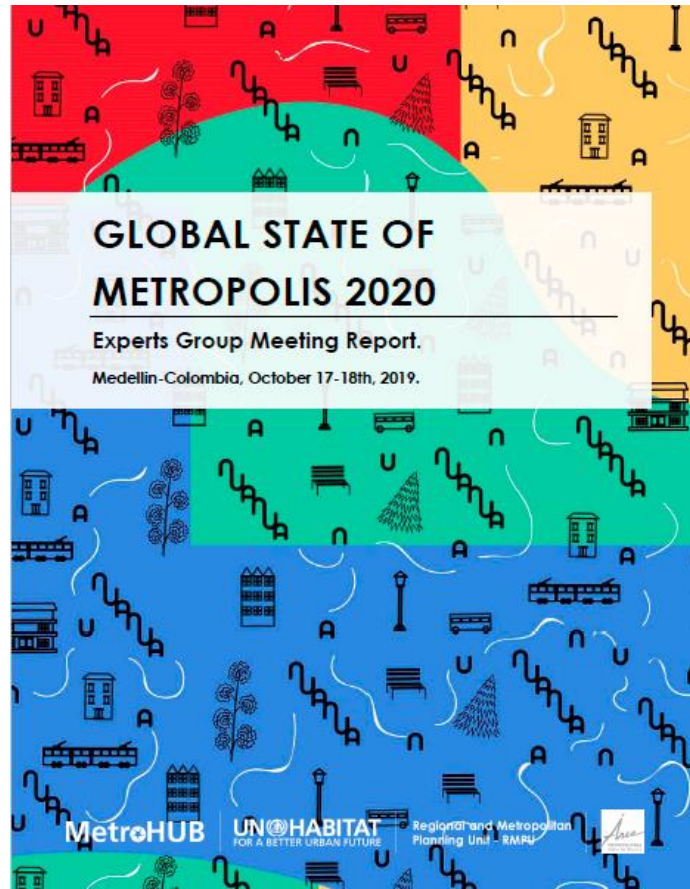 GLOBAL STATE OF
METROPOLIS 2020
Experts Group Meeting Report.
Medellin-Colombia, October 17-18th, 2019.
MetroHUB
UN HABITAT
FOR A BETTER URBAN FUTURE
Regional and Metropolitan
Planning Unit - RMPU
Área